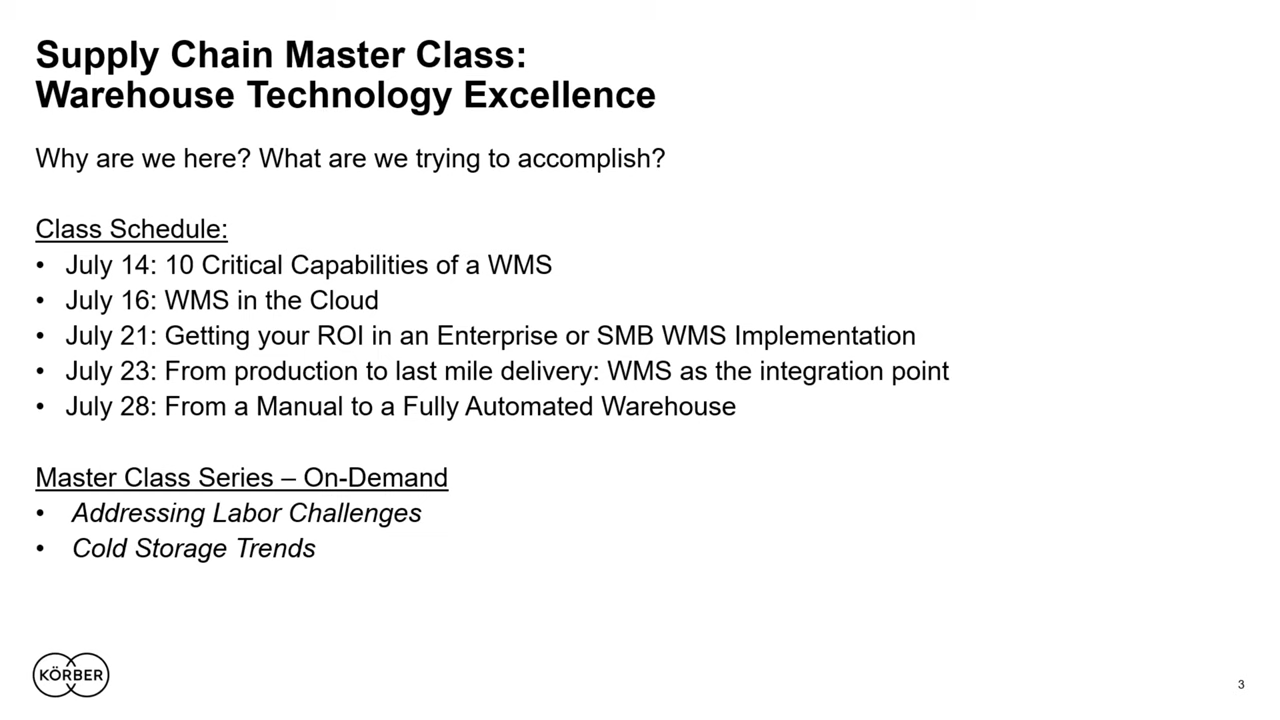 Supply Chain Master Class:
Warehouse Technology Excellence
Why are we here? What are we trying to accomplish?
Class Schedule:
• July 14: 10 Critical Capabilities of a WMS
• July 16: WMS in the Cloud
• July 21: Getting your ROI in an Enterprise or SMB WMS Implementation
• July 23: From production to last mile delivery: WMS as the integration point
• July 28: From a Manual to a Fully Automated Warehouse
Master Class Series – On-Demand
• Addressing Labor Challenges
• Cold Storage Trends
KÖRBER
3